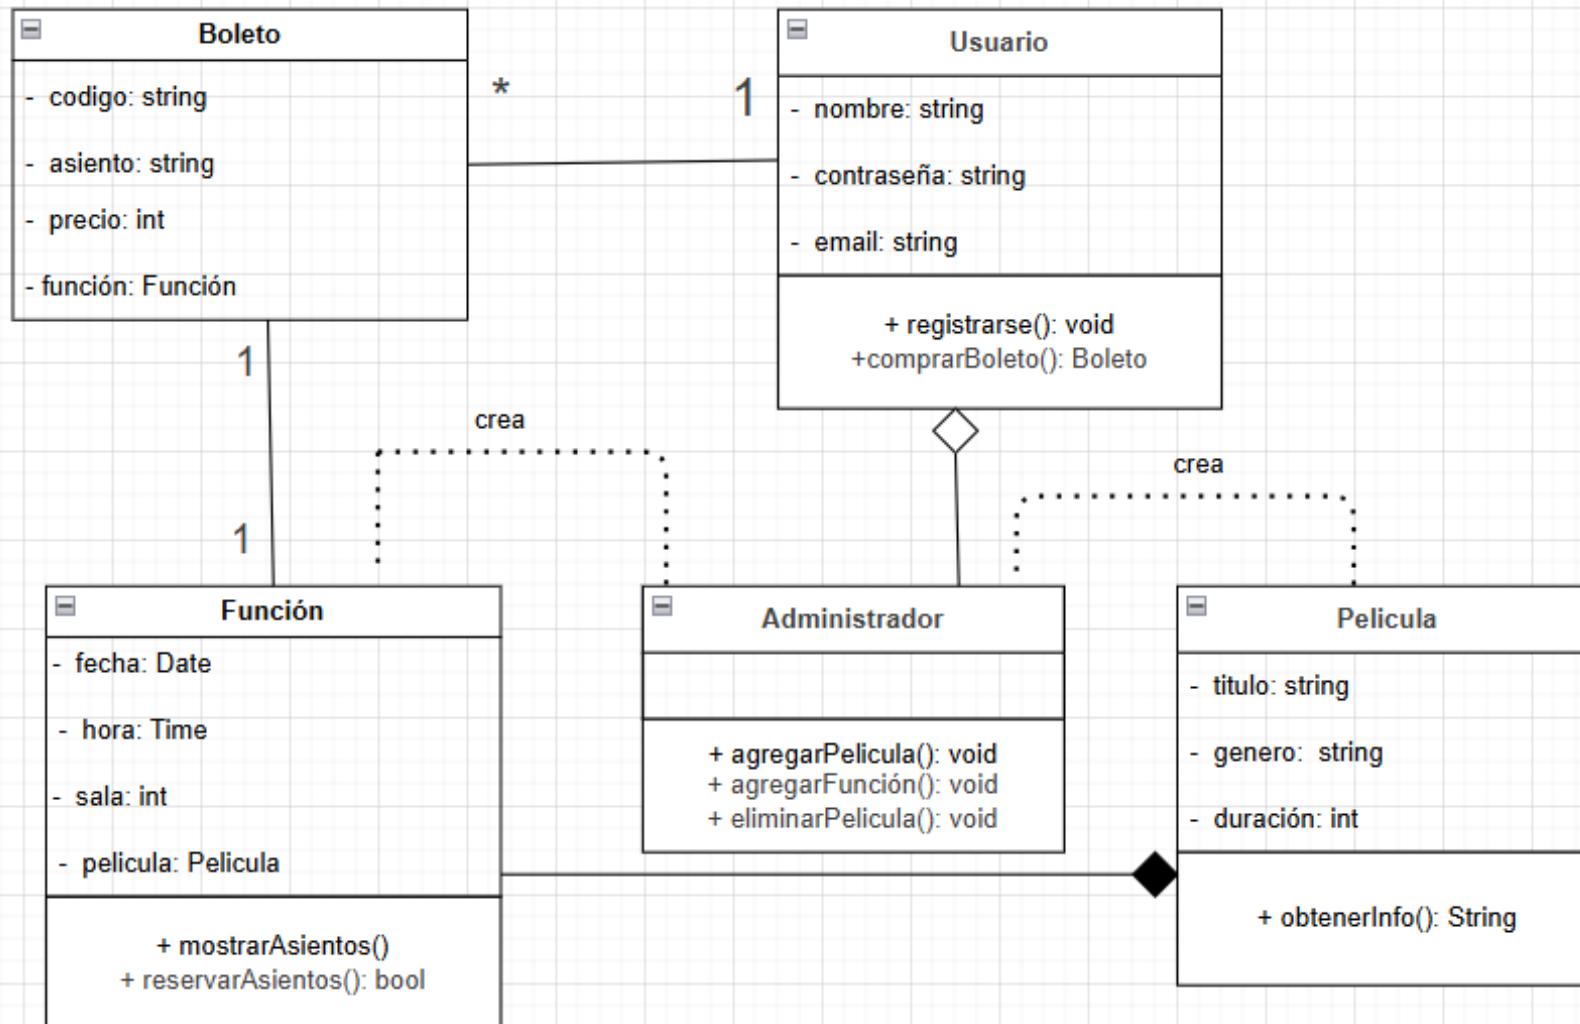 Boleto
- codigo: string
- asiento: string
- precio: int
- función: Función
*
1
Usuario
- nombre: string
- contraseña: string
- email: string
+ registrarse(): void
+comprarBoleto(): Boleto
1
1
crea
crea
Función
- fecha: Date
- hora: Time
- sala: int
- pelicula: Pelicula
+ mostrarAsientos()
+ reservarAsientos(): bool
Administrador
+ agregarPelicula(): void
+ agregarFunción(): void
+ eliminarPelicula(): void
Pelicula
- titulo: string
- genero: string
- duración: int
+ obtenerInfo(): String